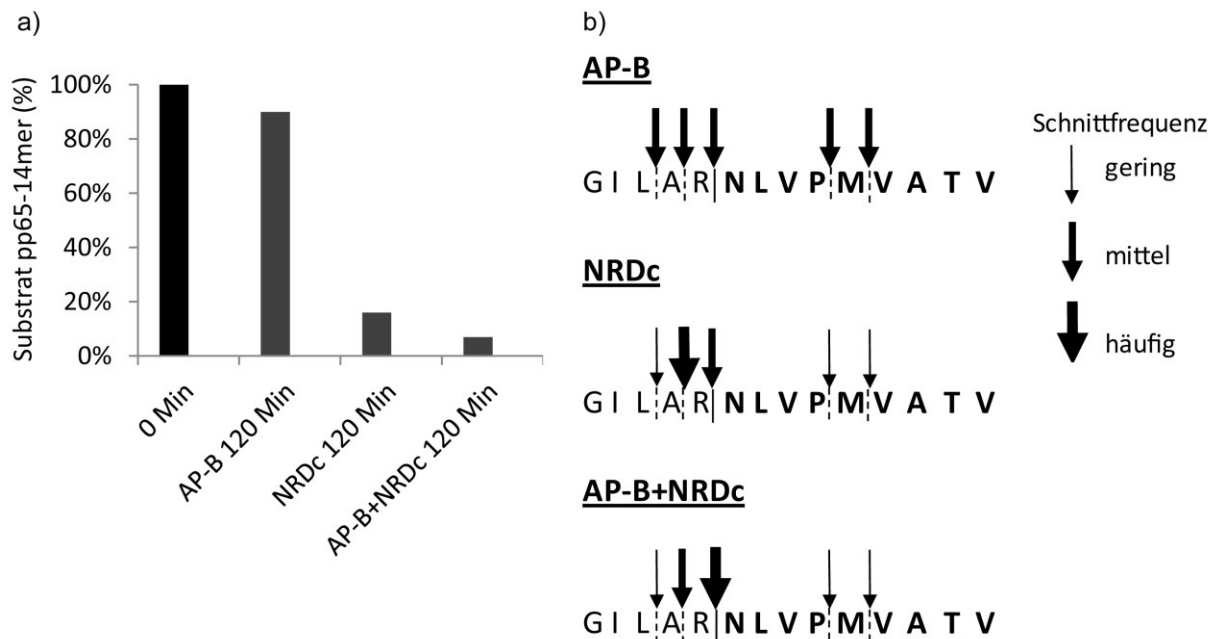 a)
Substrat pp65-14mer (%)
100%
80%
60%
40%
20%
0%
0 Min
AP-B 120 Min
NRDc 120 Min
AP-B+NRDc 120 Min
b)
AP-B
G I L A R N L V P M V A T V
NRDc
G I L A R N L V P M V A T V
AP-B+NRDc
G I L A R N L V P M V A T V
Schnittfrequenz
gering
mittel
häufig